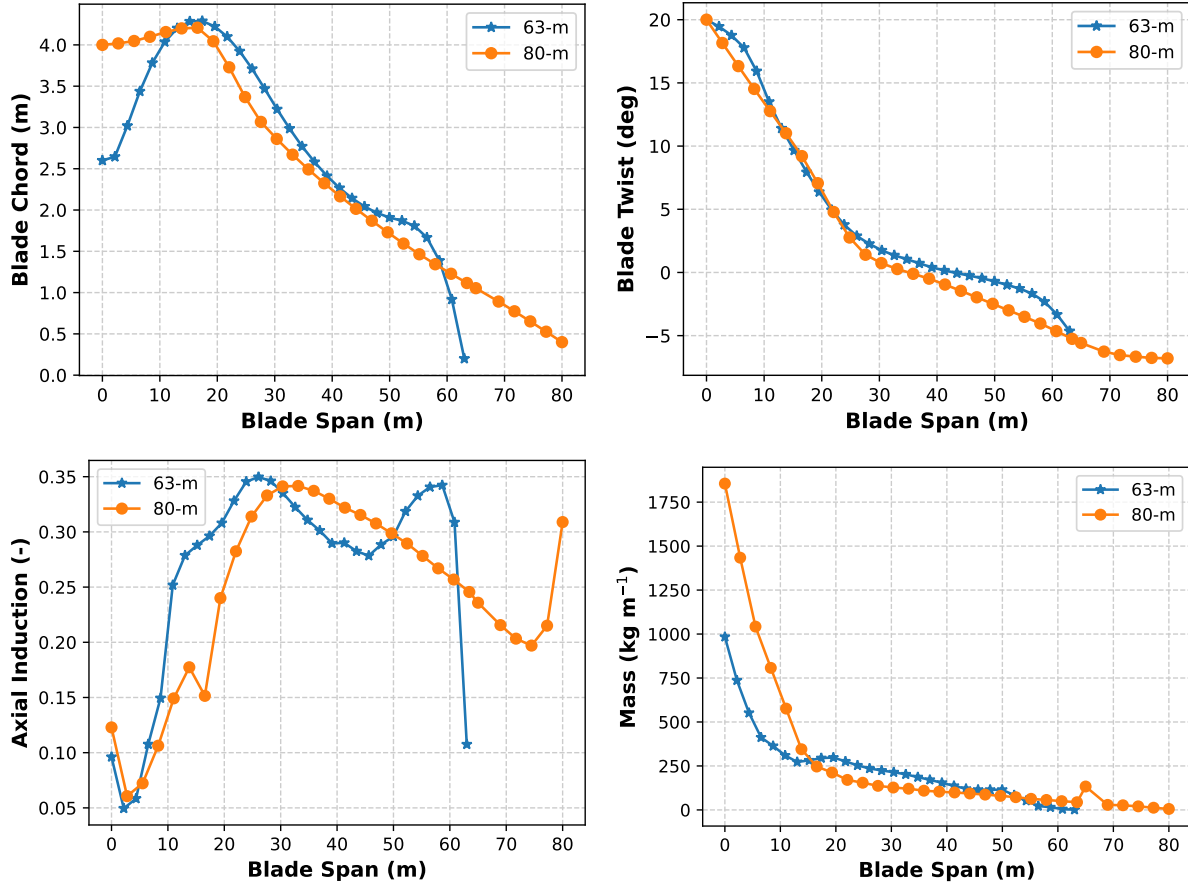 4.0
3.5
3.0
2.5
2.0
1.5
1.0
0.5
0.0
Blade Chord (m)
63-m
80-m
0 10 20 30 40 50 60 70 80
Blade Span (m)
20
15
10
5
0
−5
Blade Twist (deg)
63-m
80-m
0 10 20 30 40 50 60 70 80
Blade Span (m)
0.35
0.30
0.25
0.20
0.15
0.10
0.05
Axial Induction (-)
63-m
80-m
0 10 20 30 40 50 60 70 80
Blade Span (m)
1750
1500
1250
1000
750
500
250
0
Mass (kg m⁻¹)
63-m
80-m
0 10 20 30 40 50 60 70 80
Blade Span (m)